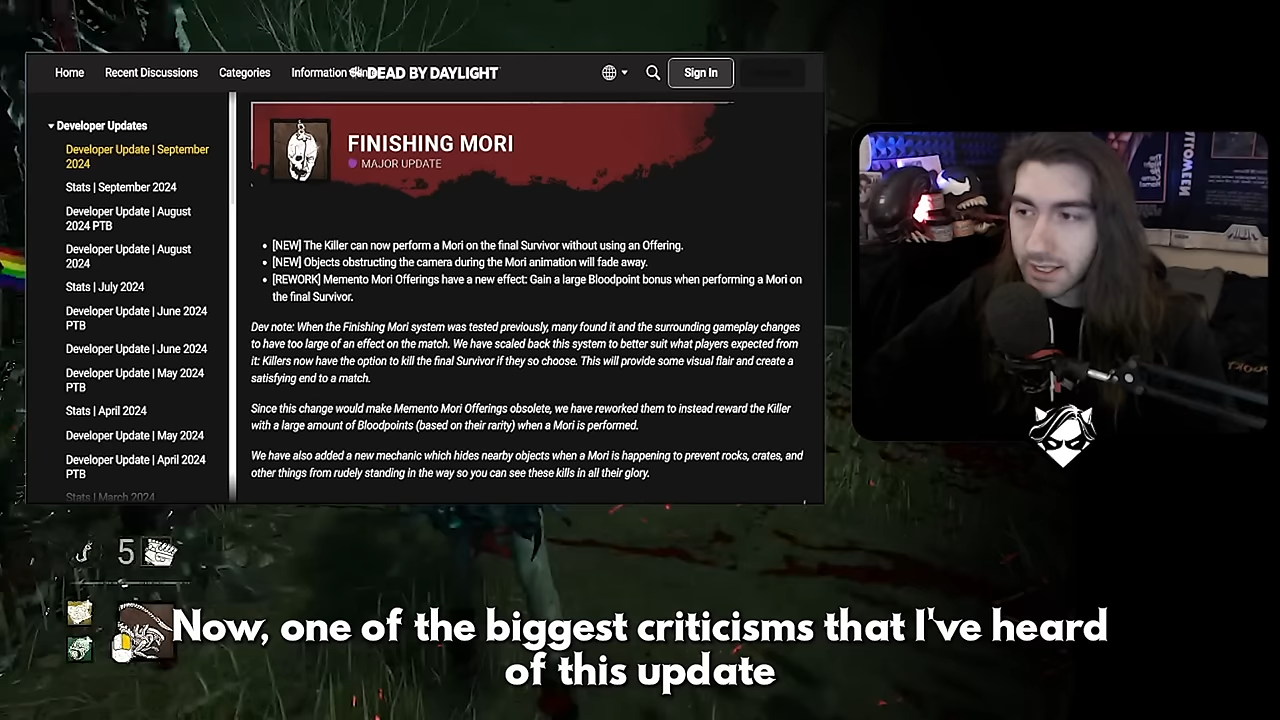 Home Recent Discussions Categories Information DEAD BY DAYLIGHT Sign In
Developer Updates
Developer Update | September
2024
Stats | September 2024
Developer Update | August
2024 PTB
Developer Update | August
2024
Stats | July 2024
Developer Update | June 2024
PTB
Developer Update | June 2024
Developer Update | May 2024
PTB
Stats | April 2024
Developer Update | May 2024
Developer Update | April 2024
PTB
Stats | March 2024
FINISHING MORI
MAJOR UPDATE
• [NEW] The Killer can now perform a Mori on the final Survivor without using an Offering.
• [NEW] Objects obstructing the camera during the Mori animation will fade away.
• [REWORK] Memento Mori Offerings have a new effect: Gain a large Bloodpoint bonus when performing a Mori on
the final Survivor.
Dev note: When the Finishing Mori system was tested previously, many found it and the surrounding gameplay changes
to have too large of an effect on the match. We have scaled back this system to better suit what players expected from
it: Killers now have the option to kill the final Survivor if they so choose. This will provide some visual flair and create a
satisfying end to a match.
Since this change would make Memento Mori Offerings obsolete, we have reworked them to instead reward the Killer
with a large amount of Bloodpoints (based on their rarity) when a Mori is performed.
We have also added a new mechanic which hides nearby objects when a Mori is happening to prevent rocks, crates, and
other things from rudely standing in the way so you can see these kills in all their glory.
HALLOWEEN
5
Now, one of the biggest criticisms that I've heard
of this update